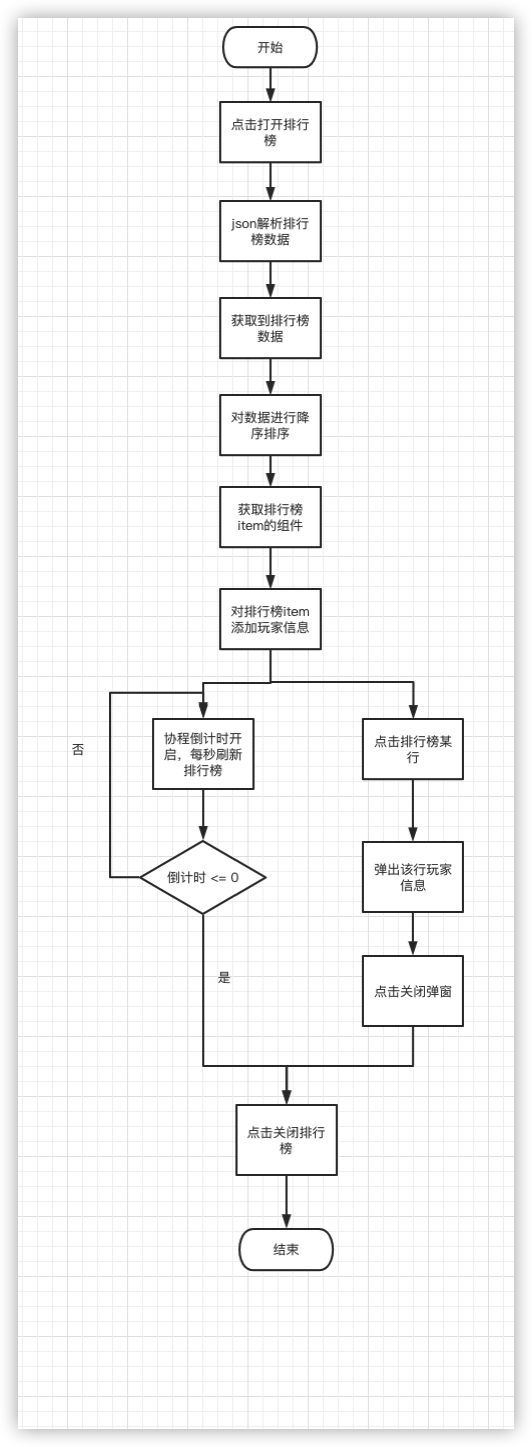 开始
点击打开排行
榜
json解析排行
榜数据
获取到排行榜
数据
对数据进行降
序排序
获取排行榜
item的组件
对排行榜item
添加玩家信息
协程倒计时开
启，每秒刷新
排行榜
点击排行榜某
行
否
倒计时 <= 0
弹出该行玩家
信息
是
点击关闭弹窗
点击关闭排行
榜
结束